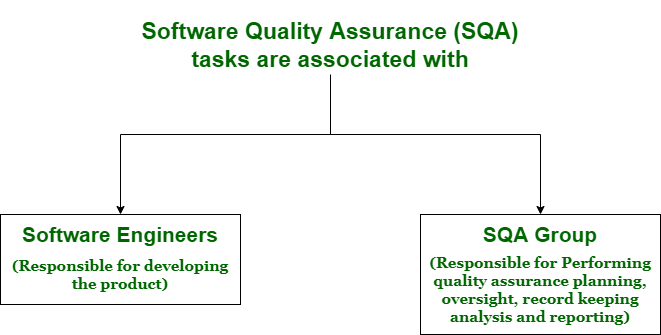 Software Quality Assurance (SQA)
tasks are associated with
Software Engineers
(Responsible for developing
the product)
SQA Group
(Responsible for Performing
quality assurance planning,
oversight, record keeping
analysis and reporting)